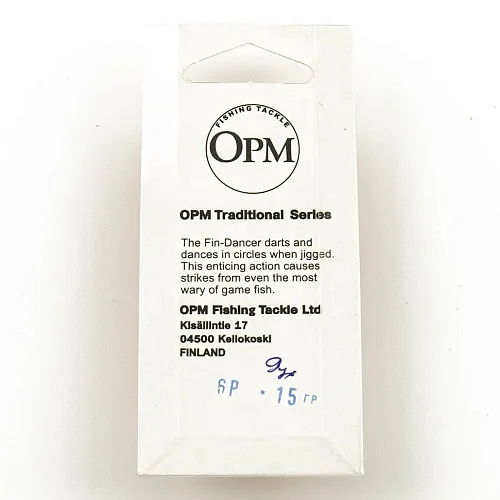 FISHING TACKLE
OPM
OPM Traditional Series
The Fin-Dancer darts and
dances in circles when jigged.
This enticing action causes
strikes from even the most
wary of game fish.
OPM Fishing Tackle Ltd
Kisällintie 17
04500 Kellokoski
FINLAND
БР · 15 ГР